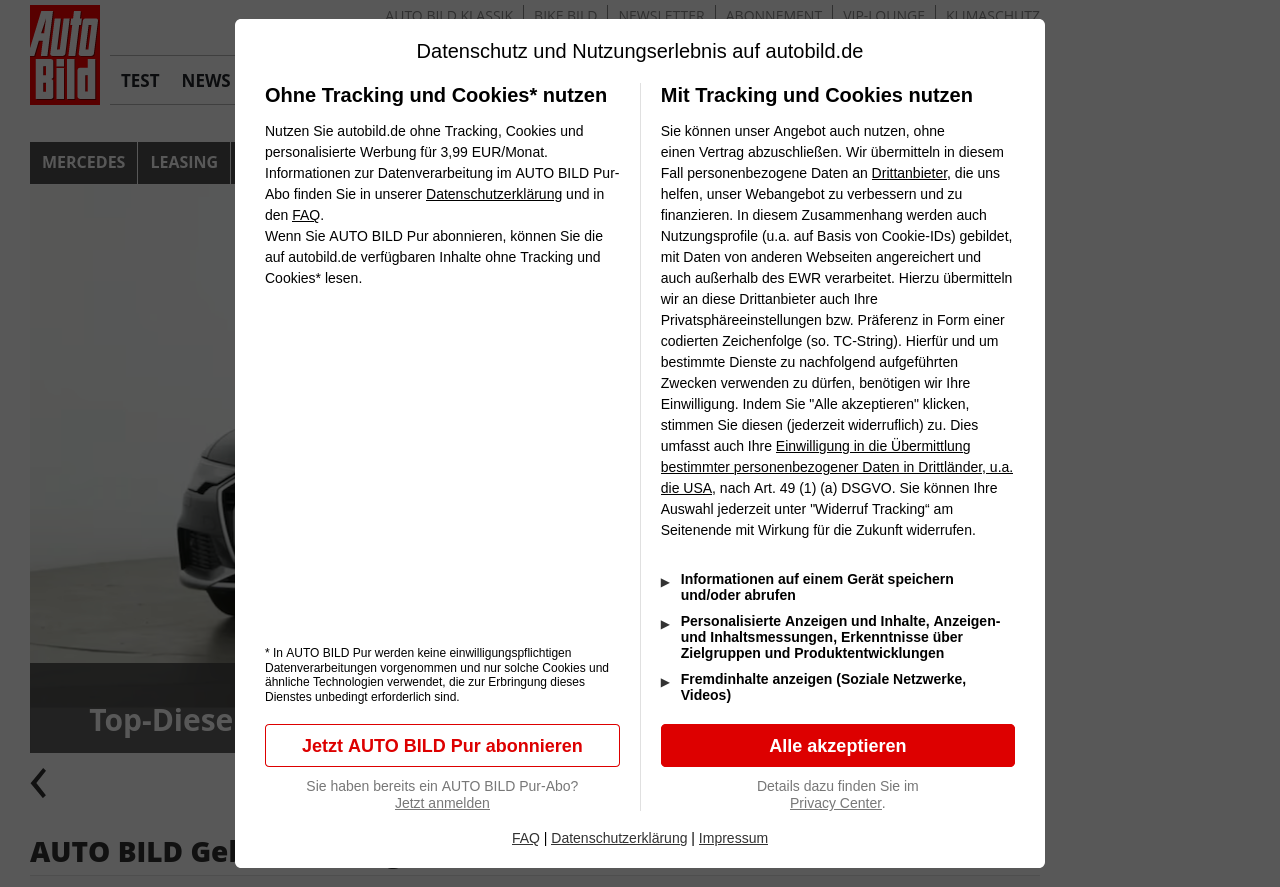 AUTO BILD KLASSIK BIKE BILD NEWSLETTER ABONNEMENT VIP-LOUNGE KLIMASCHUTZ
Auto
Bild
TEST NEWS
MERCEDES LEASING
Datenschutz und Nutzungserlebnis auf autobild.de
Ohne Tracking und Cookies* nutzen
Nutzen Sie autobild.de ohne Tracking, Cookies und
personalisierte Werbung für 3,99 EUR/Monat.
Informationen zur Datenverarbeitung im AUTO BILD Pur-
Abo finden Sie in unserer Datenschutzerklärung und in
den FAQ.
Wenn Sie AUTO BILD Pur abonnieren, können Sie die
auf autobild.de verfügbaren Inhalte ohne Tracking und
Cookies* lesen.
* In AUTO BILD Pur werden keine einwilligungspflichtigen
Datenverarbeitungen vorgenommen und nur solche Cookies und
ähnliche Technologien verwendet, die zur Erbringung dieses
Dienstes unbedingt erforderlich sind.
Jetzt AUTO BILD Pur abonnieren
Sie haben bereits ein AUTO BILD Pur-Abo?
Jetzt anmelden
Mit Tracking und Cookies nutzen
Sie können unser Angebot auch nutzen, ohne
einen Vertrag abzuschließen. Wir übermitteln in diesem
Fall personenbezogene Daten an Drittanbieter, die uns
helfen, unser Webangebot zu verbessern und zu
finanzieren. In diesem Zusammenhang werden auch
Nutzungsprofile (u.a. auf Basis von Cookie-IDs) gebildet,
mit Daten von anderen Webseiten angereichert und
auch außerhalb des EWR verarbeitet. Hierzu übermitteln
wir an diese Drittanbieter auch Ihre
Privatsphäreeinstellungen bzw. Präferenz in Form einer
codierten Zeichenfolge (so. TC-String). Hierfür und um
bestimmte Dienste zu nachfolgend aufgeführten
Zwecken verwenden zu dürfen, benötigen wir Ihre
Einwilligung. Indem Sie "Alle akzeptieren" klicken,
stimmen Sie diesen (jederzeit widerruflich) zu. Dies
umfasst auch Ihre Einwilligung in die Übermittlung
bestimmter personenbezogener Daten in Drittländer, u.a.
die USA, nach Art. 49 (1) (a) DSGVO. Sie können Ihre
Auswahl jederzeit unter "Widerruf Tracking“ am
Seitenende mit Wirkung für die Zukunft widerrufen.
Informationen auf einem Gerät speichern
und/oder abrufen
Personalisierte Anzeigen und Inhalte, Anzeigen-
und Inhaltsmessungen, Erkenntnisse über
Zielgruppen und Produktentwicklungen
Fremdinhalte anzeigen (Soziale Netzwerke,
Videos)
Alle akzeptieren
Details dazu finden Sie im
Privacy Center.
FAQ | Datenschutzerklärung | Impressum
Top-Diese
AUTO BILD